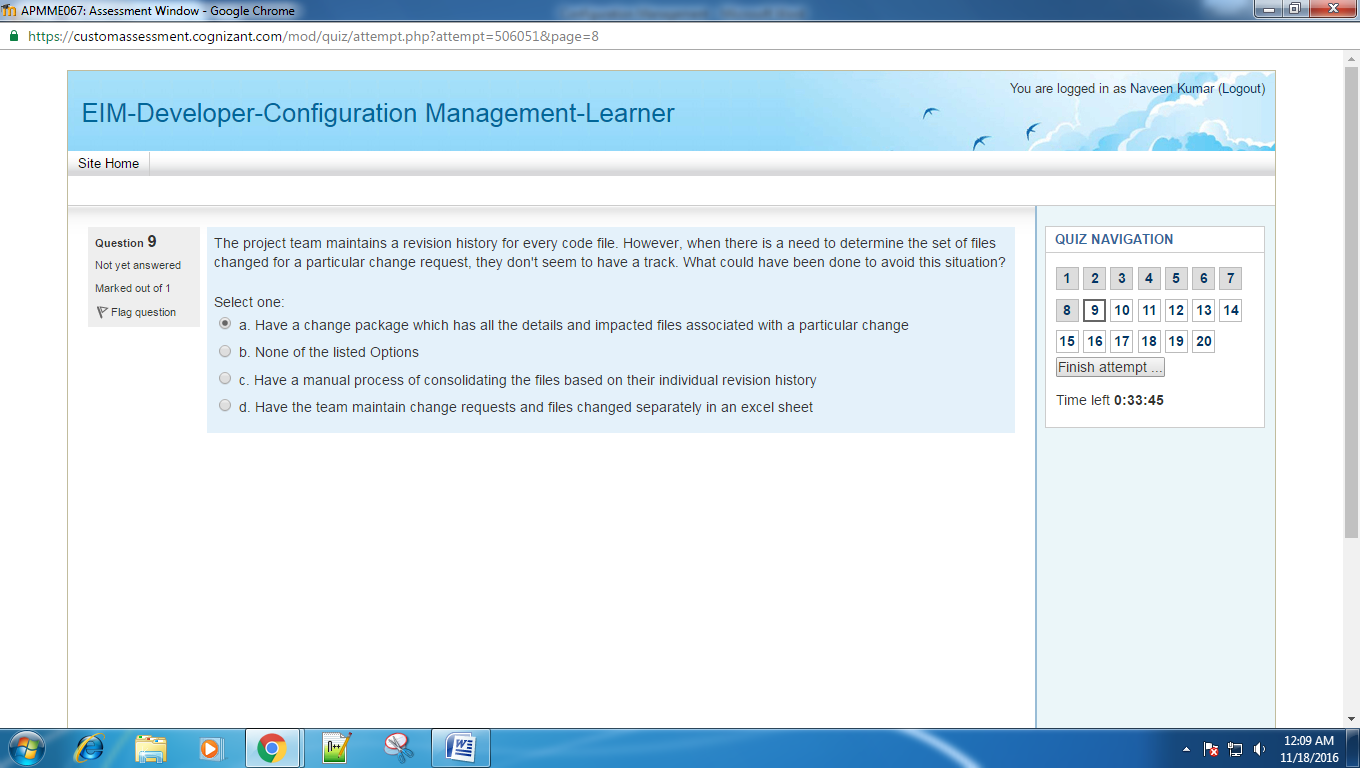 APMME067: Assessment Window - Google Chrome
https://customassessment.cognizant.com/mod/quiz/attempt.php?attempt=506051&page=8
You are logged in as Naveen Kumar (Logout)
EIM-Developer-Configuration Management-Learner
Site Home
Question 9
Not yet answered
Marked out of 1
Flag question
The project team maintains a revision history for every code file. However, when there is a need to determine the set of files
changed for a particular change request, they don't seem to have a track. What could have been done to avoid this situation?
Select one:
a. Have a change package which has all the details and impacted files associated with a particular change
b. None of the listed Options
c. Have a manual process of consolidating the files based on their individual revision history
d. Have the team maintain change requests and files changed separately in an excel sheet
QUIZ NAVIGATION
1 2 3 4 5 6 7
8 9 10 11 12 13 14
15 16 17 18 19 20
Finish attempt ...
Time left 0:33:45
12:09 AM
11/18/2016